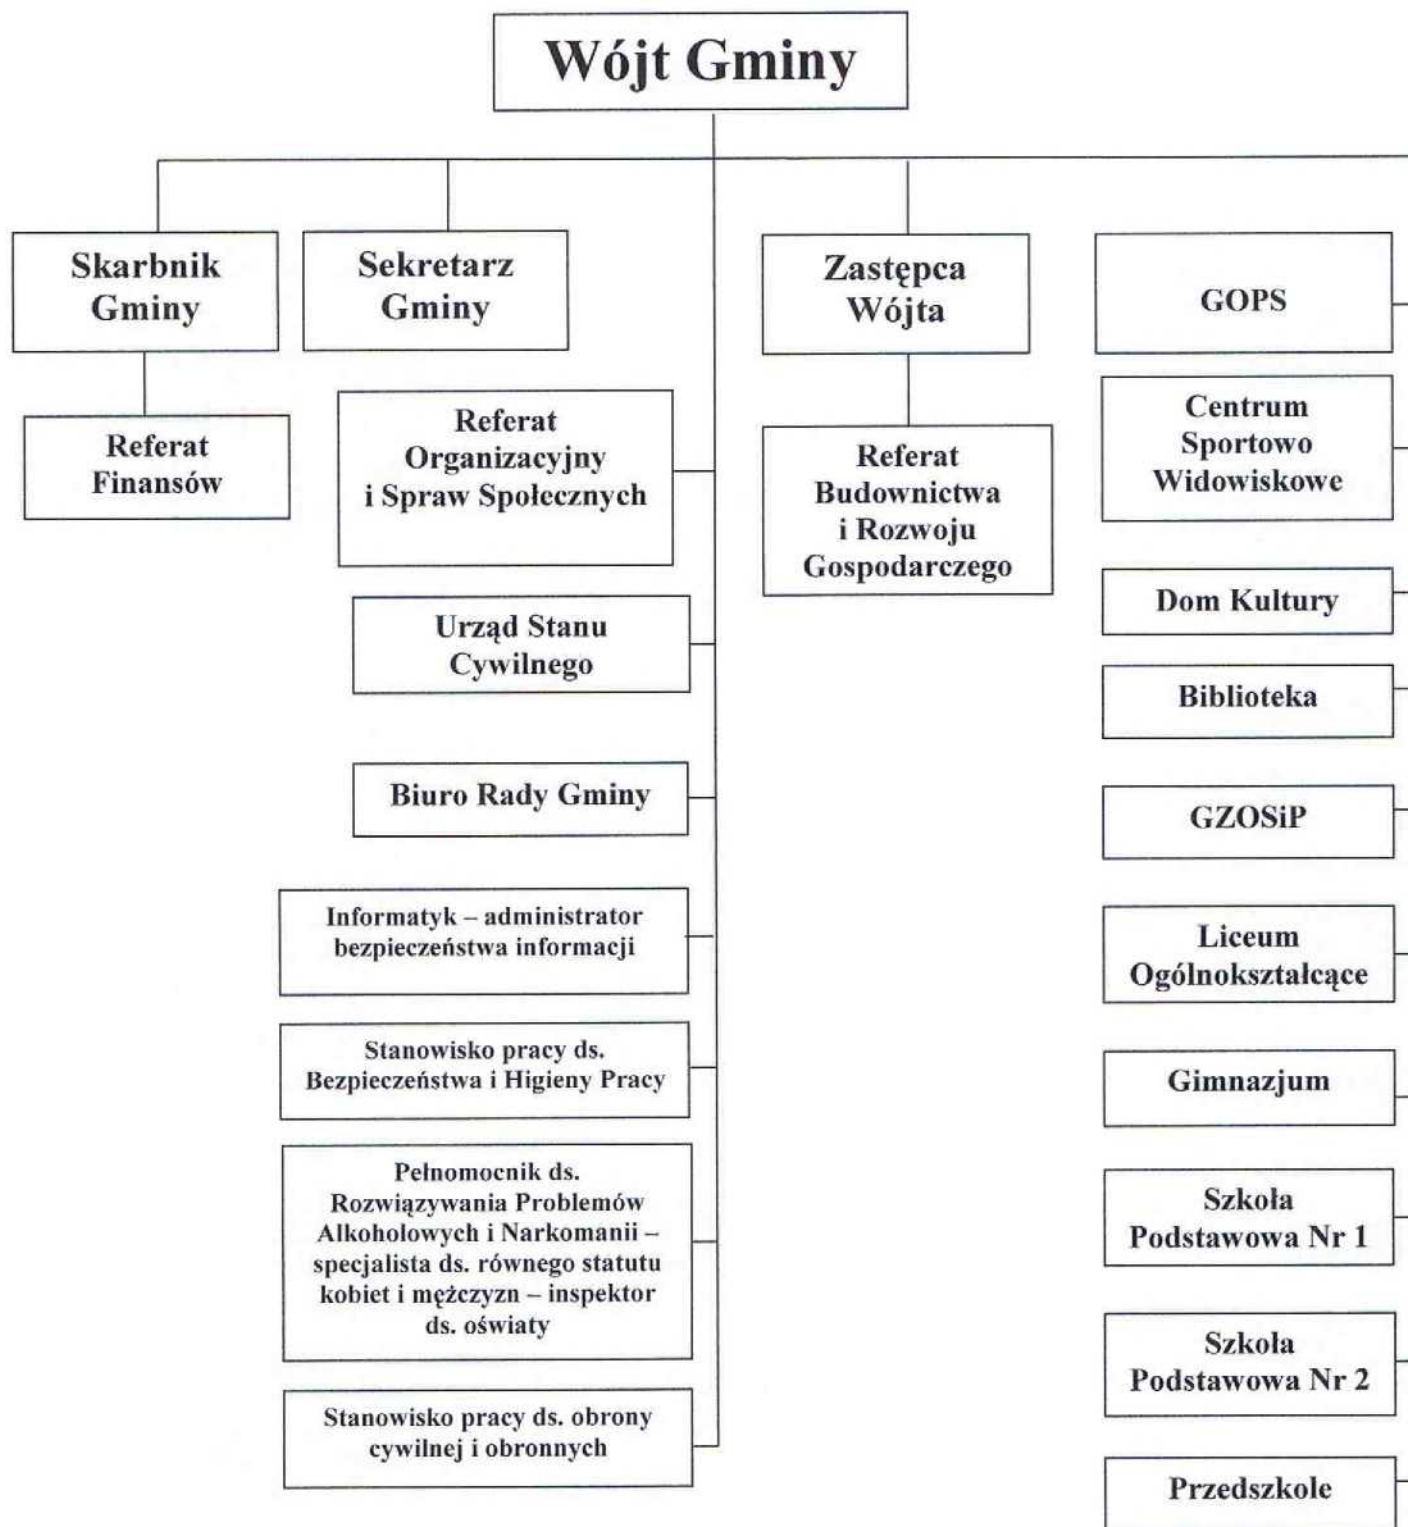 Wójt Gminy
Skarbnik
Gminy
Sekretarz
Gminy
Zastępca
Wójta
GOPS
Referat
Finansów
Referat
Organizacyjny
i Spraw Społecznych
Referat
Budownictwa
i Rozwoju
Gospodarczego
Centrum
Sportowo
Widowiskowe
Urząd Stanu
Cywilnego
Dom Kultury
Biblioteka
Biuro Rady Gminy
GZOSiP
Informatyk – administrator
bezpieczeństwa informacji
Liceum
Ogólnokształcące
Stanowisko pracy ds.
Bezpieczeństwa i Higieny Pracy
Gimnazjum
Pełnomocnik ds.
Rozwiązywania Problemów
Alkoholowych i Narkomanii –
specjalista ds. równego statutu
kobiet i mężczyzn – inspektor
ds. oświaty
Szkoła
Podstawowa Nr 1
Szkoła
Podstawowa Nr 2
Stanowisko pracy ds. obrony
cywilnej i obronnych
Przedszkole